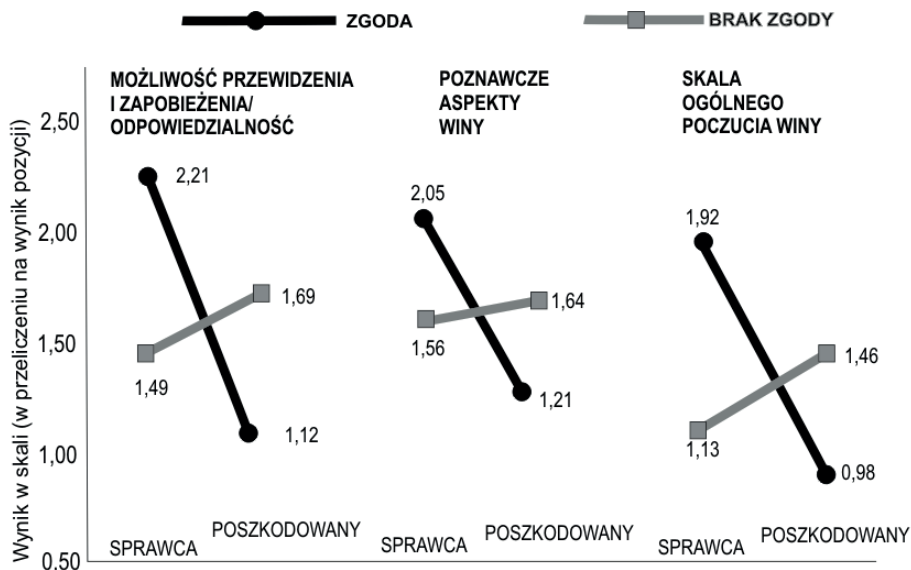 ZGODA
BRAK ZGODY
MOŻLIWOŚĆ PRZEWIDZENIA
I ZAPOBIEŻENIA/
ODPOWIEDZIALNOŚĆ
POZNAWCZE
ASPEKTY
WINY
SKALA
OGÓLNEGO
POCZUCIA WINY
Wynik w skali (w przeliczeniu na wynik pozycji)
2,50
2,00
1,50
1,00
0,50
2,21
1,69
1,49
1,12
2,05
1,64
1,56
1,21
1,92
1,46
1,13
0,98
SPRAWCA
POSZKODOWANY
SPRAWCA
POSZKODOWANY
SPRAWCA
POSZKODOWANY